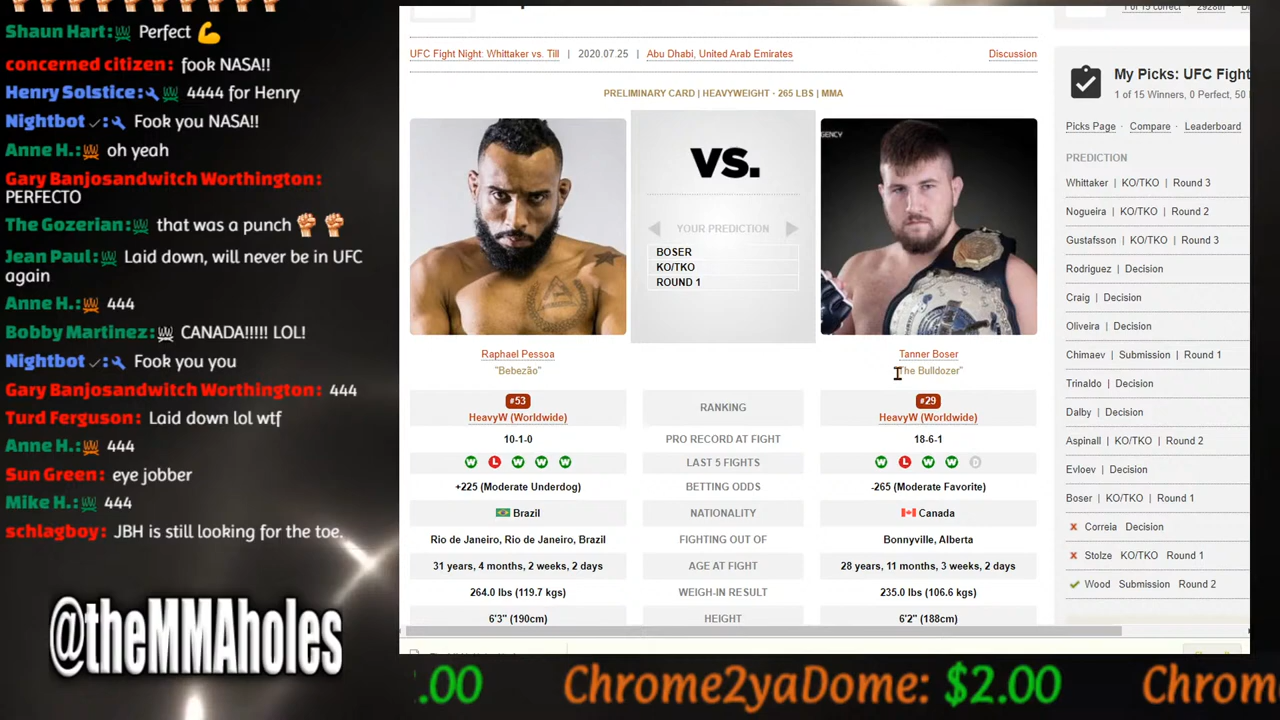 Shaun Hart: Perfect 💪
concerned citizen: fook NASA!!
Henry Solstice: 4444 for Henry
Nightbot ✓: Fook you NASA!!
Anne H.: oh yeah
Gary Banjosandwitch Worthington:
PERFECTO
The Gozerian: that was a punch ✊✊
Jean Paul: Laid down, will never be in UFC
again
Anne H.: 444
Bobby Martinez: CANADA!!!!! LOL!
Nightbot ✓: Fook you you
Gary Banjosandwitch Worthington: 444
Turd Ferguson: Laid down lol wtf
Anne H.: 444
Sun Green: eye jobber
Mike H.: 444
schlagboy: JBH is still looking for the toe.
@theMMAholes
UFC Fight Night: Whittaker vs. Till | 2020.07.25 | Abu Dhabi, United Arab Emirates Discussion
PRELIMINARY CARD | HEAVYWEIGHT · 265 LBS | MMA
GENCY
VS.
YOUR PREDICTION
BOSER
KO/TKO
ROUND 1
Raphael Pessoa Tanner Boser
"Bebezão" The Bulldozer"
#53 RANKING #29
HeavyW (Worldwide) HeavyW (Worldwide)
10-1-0 PRO RECORD AT FIGHT 18-6-1
W L W W W LAST 5 FIGHTS W L W W D
+225 (Moderate Underdog) BETTING ODDS -265 (Moderate Favorite)
Brazil NATIONALITY Canada
Rio de Janeiro, Rio de Janeiro, Brazil FIGHTING OUT OF Bonnyville, Alberta
31 years, 4 months, 2 weeks, 2 days AGE AT FIGHT 28 years, 11 months, 3 weeks, 2 days
264.0 lbs (119.7 kgs) WEIGH-IN RESULT 235.0 lbs (106.6 kgs)
6'3" (190cm) HEIGHT 6'2" (188cm)
My Picks: UFC Fight
1 of 15 Winners, 0 Perfect, 50
Picks Page · Compare · Leaderboard
PREDICTION
Whittaker | KO/TKO | Round 3
Nogueira | KO/TKO | Round 2
Gustafsson | KO/TKO | Round 3
Rodriguez | Decision
Craig | Decision
Oliveira | Decision
Chimaev | Submission | Round 1
Trinaldo | Decision
Dalby | Decision
Aspinall | KO/TKO | Round 2
Evloev | Decision
Boser | KO/TKO | Round 1
Correia Decision
Stolze KO/TKO Round 1
Wood Submission Round 2
.00 Chrome2yaDome: $2.00 Chrom